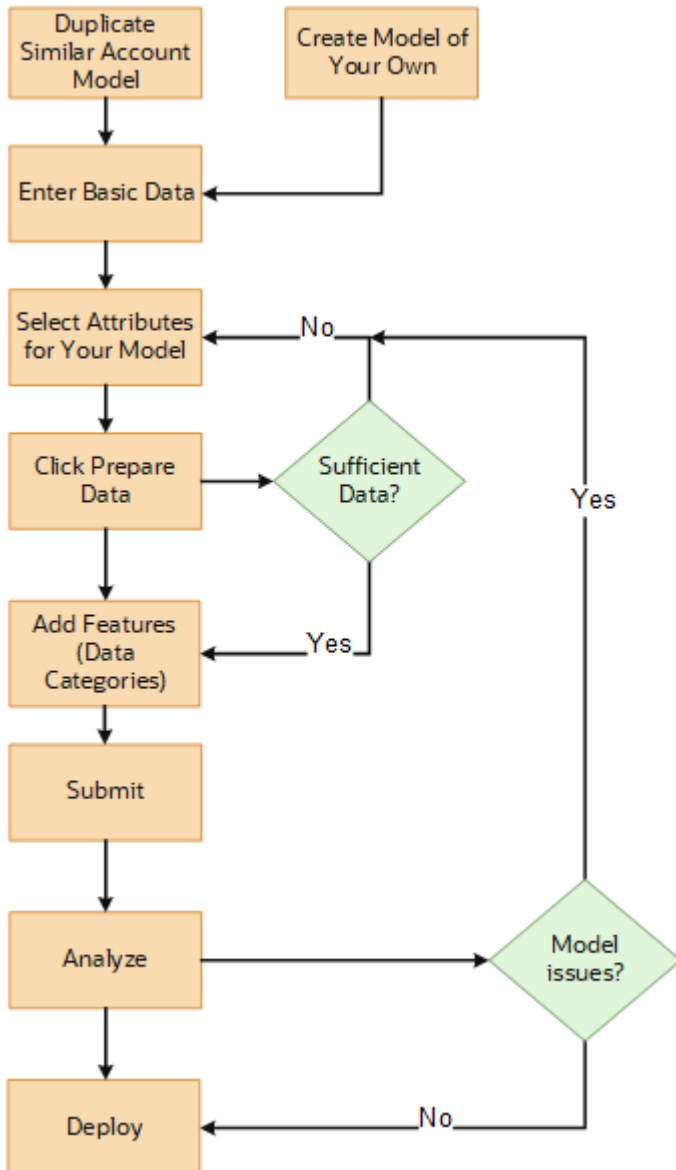 Duplicate
Similar Account
Model
Create Model of
Your Own
Enter Basic Data
Select Attributes
for Your Model
No
Click Prepare
Data
Sufficient
Data?
Yes
Add Features
(Data
Categories)
Yes
Submit
Analyze
Model
issues?
Deploy
No